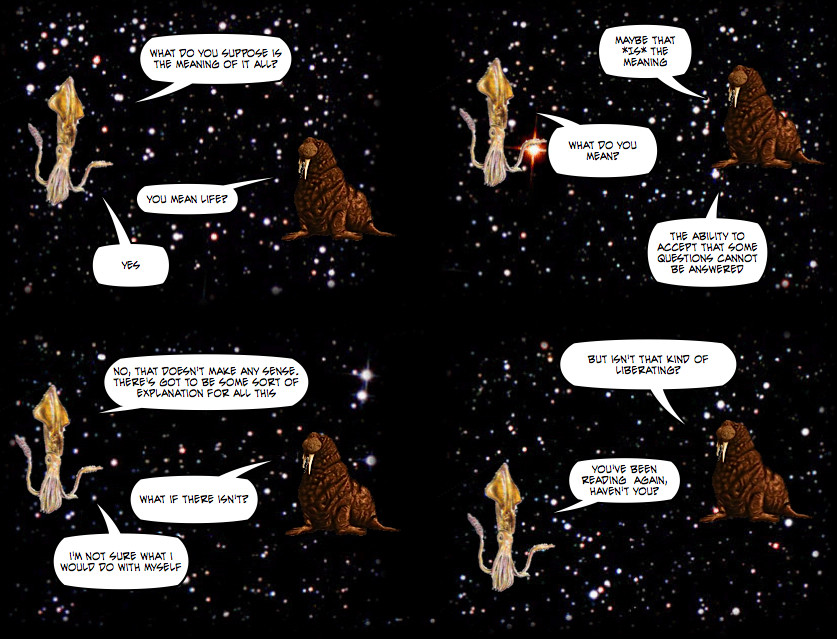 WHAT DO YOU SUPPOSE IS
THE MEANING OF IT ALL?
YOU MEAN LIFE?
YES
MAYBE THAT
*IS* THE
MEANING
WHAT DO YOU
MEAN?
THE ABILITY TO
ACCEPT THAT SOME
QUESTIONS CANNOT
BE ANSWERED
NO, THAT DOESN'T MAKE ANY SENSE.
THERE'S GOT TO BE SOME SORT OF
EXPLANATION FOR ALL THIS
WHAT IF THERE ISN'T?
I'M NOT SURE WHAT I
WOULD DO WITH MYSELF
BUT ISN'T THAT KIND OF
LIBERATING?
YOU'VE BEEN
READING AGAIN,
HAVEN'T YOU?